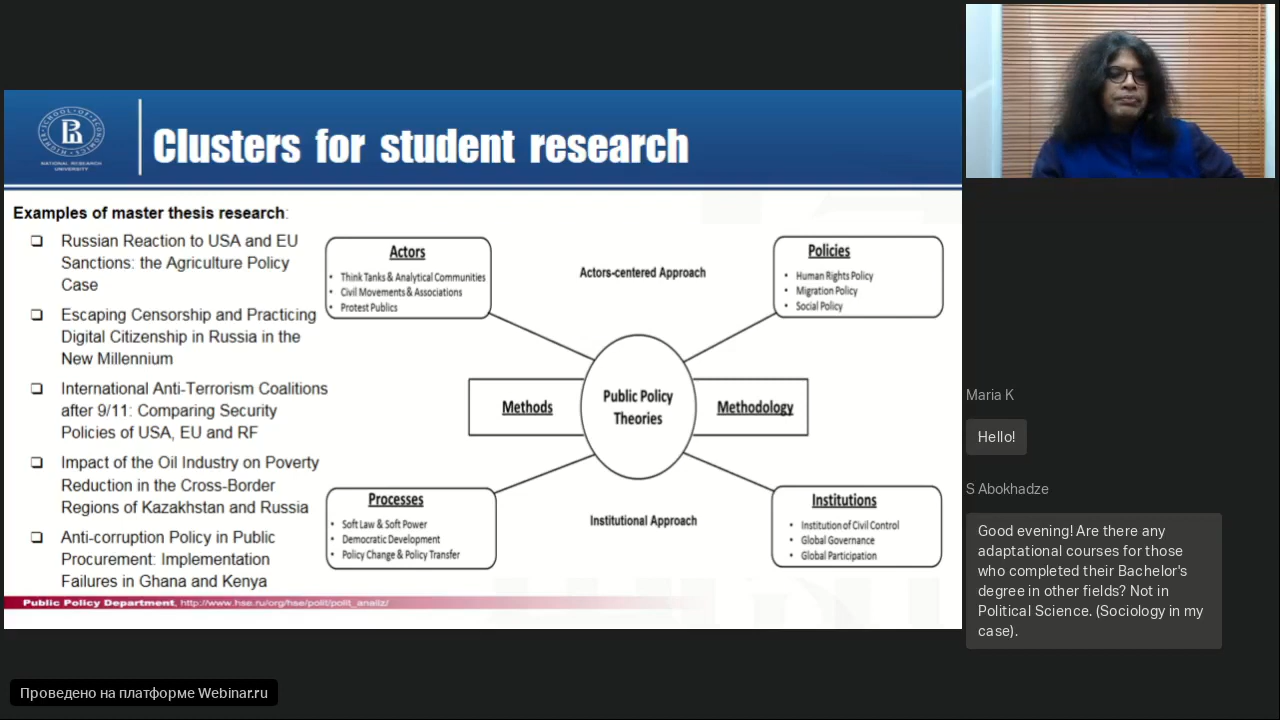 HIGHER SCHOOL OF ECONOMICS
NATIONAL RESEARCH
UNIVERSITY
Clusters for student research
Examples of master thesis research:
Russian Reaction to USA and EU
Sanctions: the Agriculture Policy
Case
Escaping Censorship and Practicing
Digital Citizenship in Russia in the
New Millennium
International Anti-Terrorism Coalitions
after 9/11: Comparing Security
Policies of USA, EU and RF
Impact of the Oil Industry on Poverty
Reduction in the Cross-Border
Regions of Kazakhstan and Russia
Anti-corruption Policy in Public
Procurement: Implementation
Failures in Ghana and Kenya
Actors
Think Tanks & Analytical Communities
Civil Movements & Associations
Protest Publics
Actors-centered Approach
Policies
Human Rights Policy
Migration Policy
Social Policy
Methods
Public Policy
Theories
Methodology
Processes
Soft Law & Soft Power
Democratic Development
Policy Change & Policy Transfer
Institutional Approach
Institutions
Institution of Civil Control
Global Governance
Global Participation
Public Policy Department, http://www.hse.ru/org/hse/polit/polit_analiz/
Maria K
Hello!
S Abokhadze
Good evening! Are there any
adaptational courses for those
who completed their Bachelor's
degree in other fields? Not in
Political Science. (Sociology in my
case).
Проведено на платформе Webinar.ru